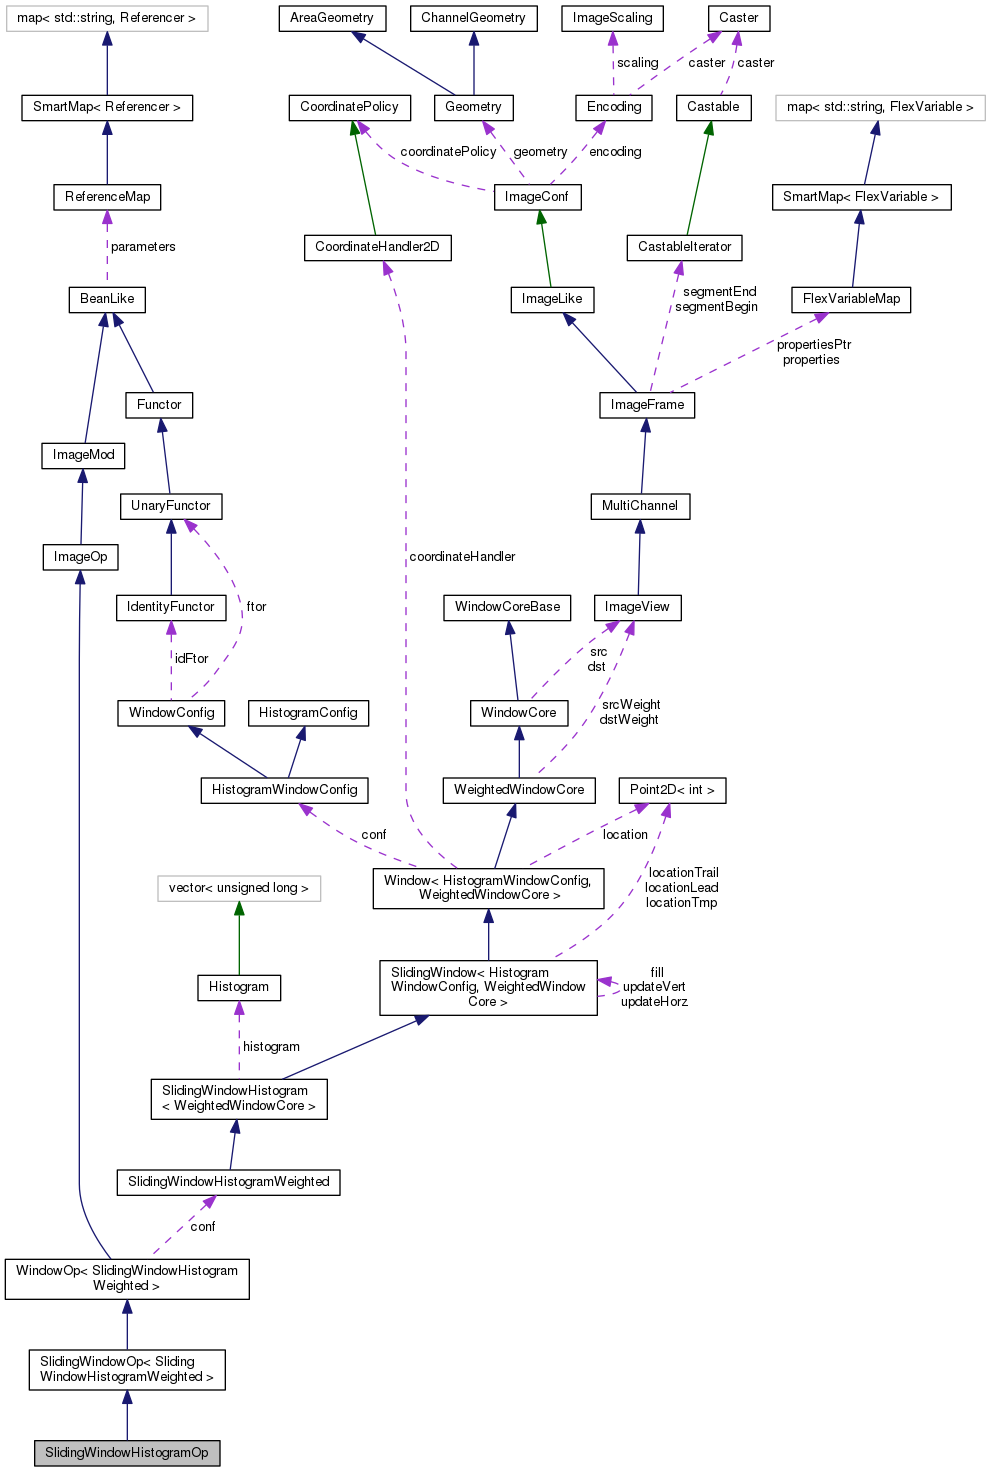 map< std::string, Referencer >
AreaGeometry
ChannelGeometry
ImageScaling
Caster
scaling
caster
caster
SmartMap< Referencer >
CoordinatePolicy
Geometry
Encoding
Castable
map< std::string, FlexVariable >
coordinatePolicy
geometry
encoding
ReferenceMap
ImageConf
SmartMap< FlexVariable >
parameters
CoordinateHandler2D
CastableIterator
BeanLike
ImageLike
segmentEnd
segmentBegin
FlexVariableMap
propertiesPtr
properties
Functor
ImageFrame
ImageMod
UnaryFunctor
MultiChannel
ImageOp
coordinateHandler
IdentityFunctor
ftor
WindowCoreBase
ImageView
idFtor
src
dst
WindowConfig
HistogramConfig
WindowCore
srcWeight
dstWeight
HistogramWindowConfig
WeightedWindowCore
Point2D< int >
conf
location
vector< unsigned long >
Window< HistogramWindowConfig,
WeightedWindowCore >
locationTrail
locationLead
locationTmp
Histogram
SlidingWindow< Histogram
WindowConfig, WeightedWindow
Core >
fill
updateVert
updateHorz
histogram
SlidingWindowHistogram
< WeightedWindowCore >
SlidingWindowHistogramWeighted
conf
WindowOp< SlidingWindowHistogram
Weighted >
SlidingWindowOp< Sliding
WindowHistogramWeighted >
SlidingWindowHistogramOp